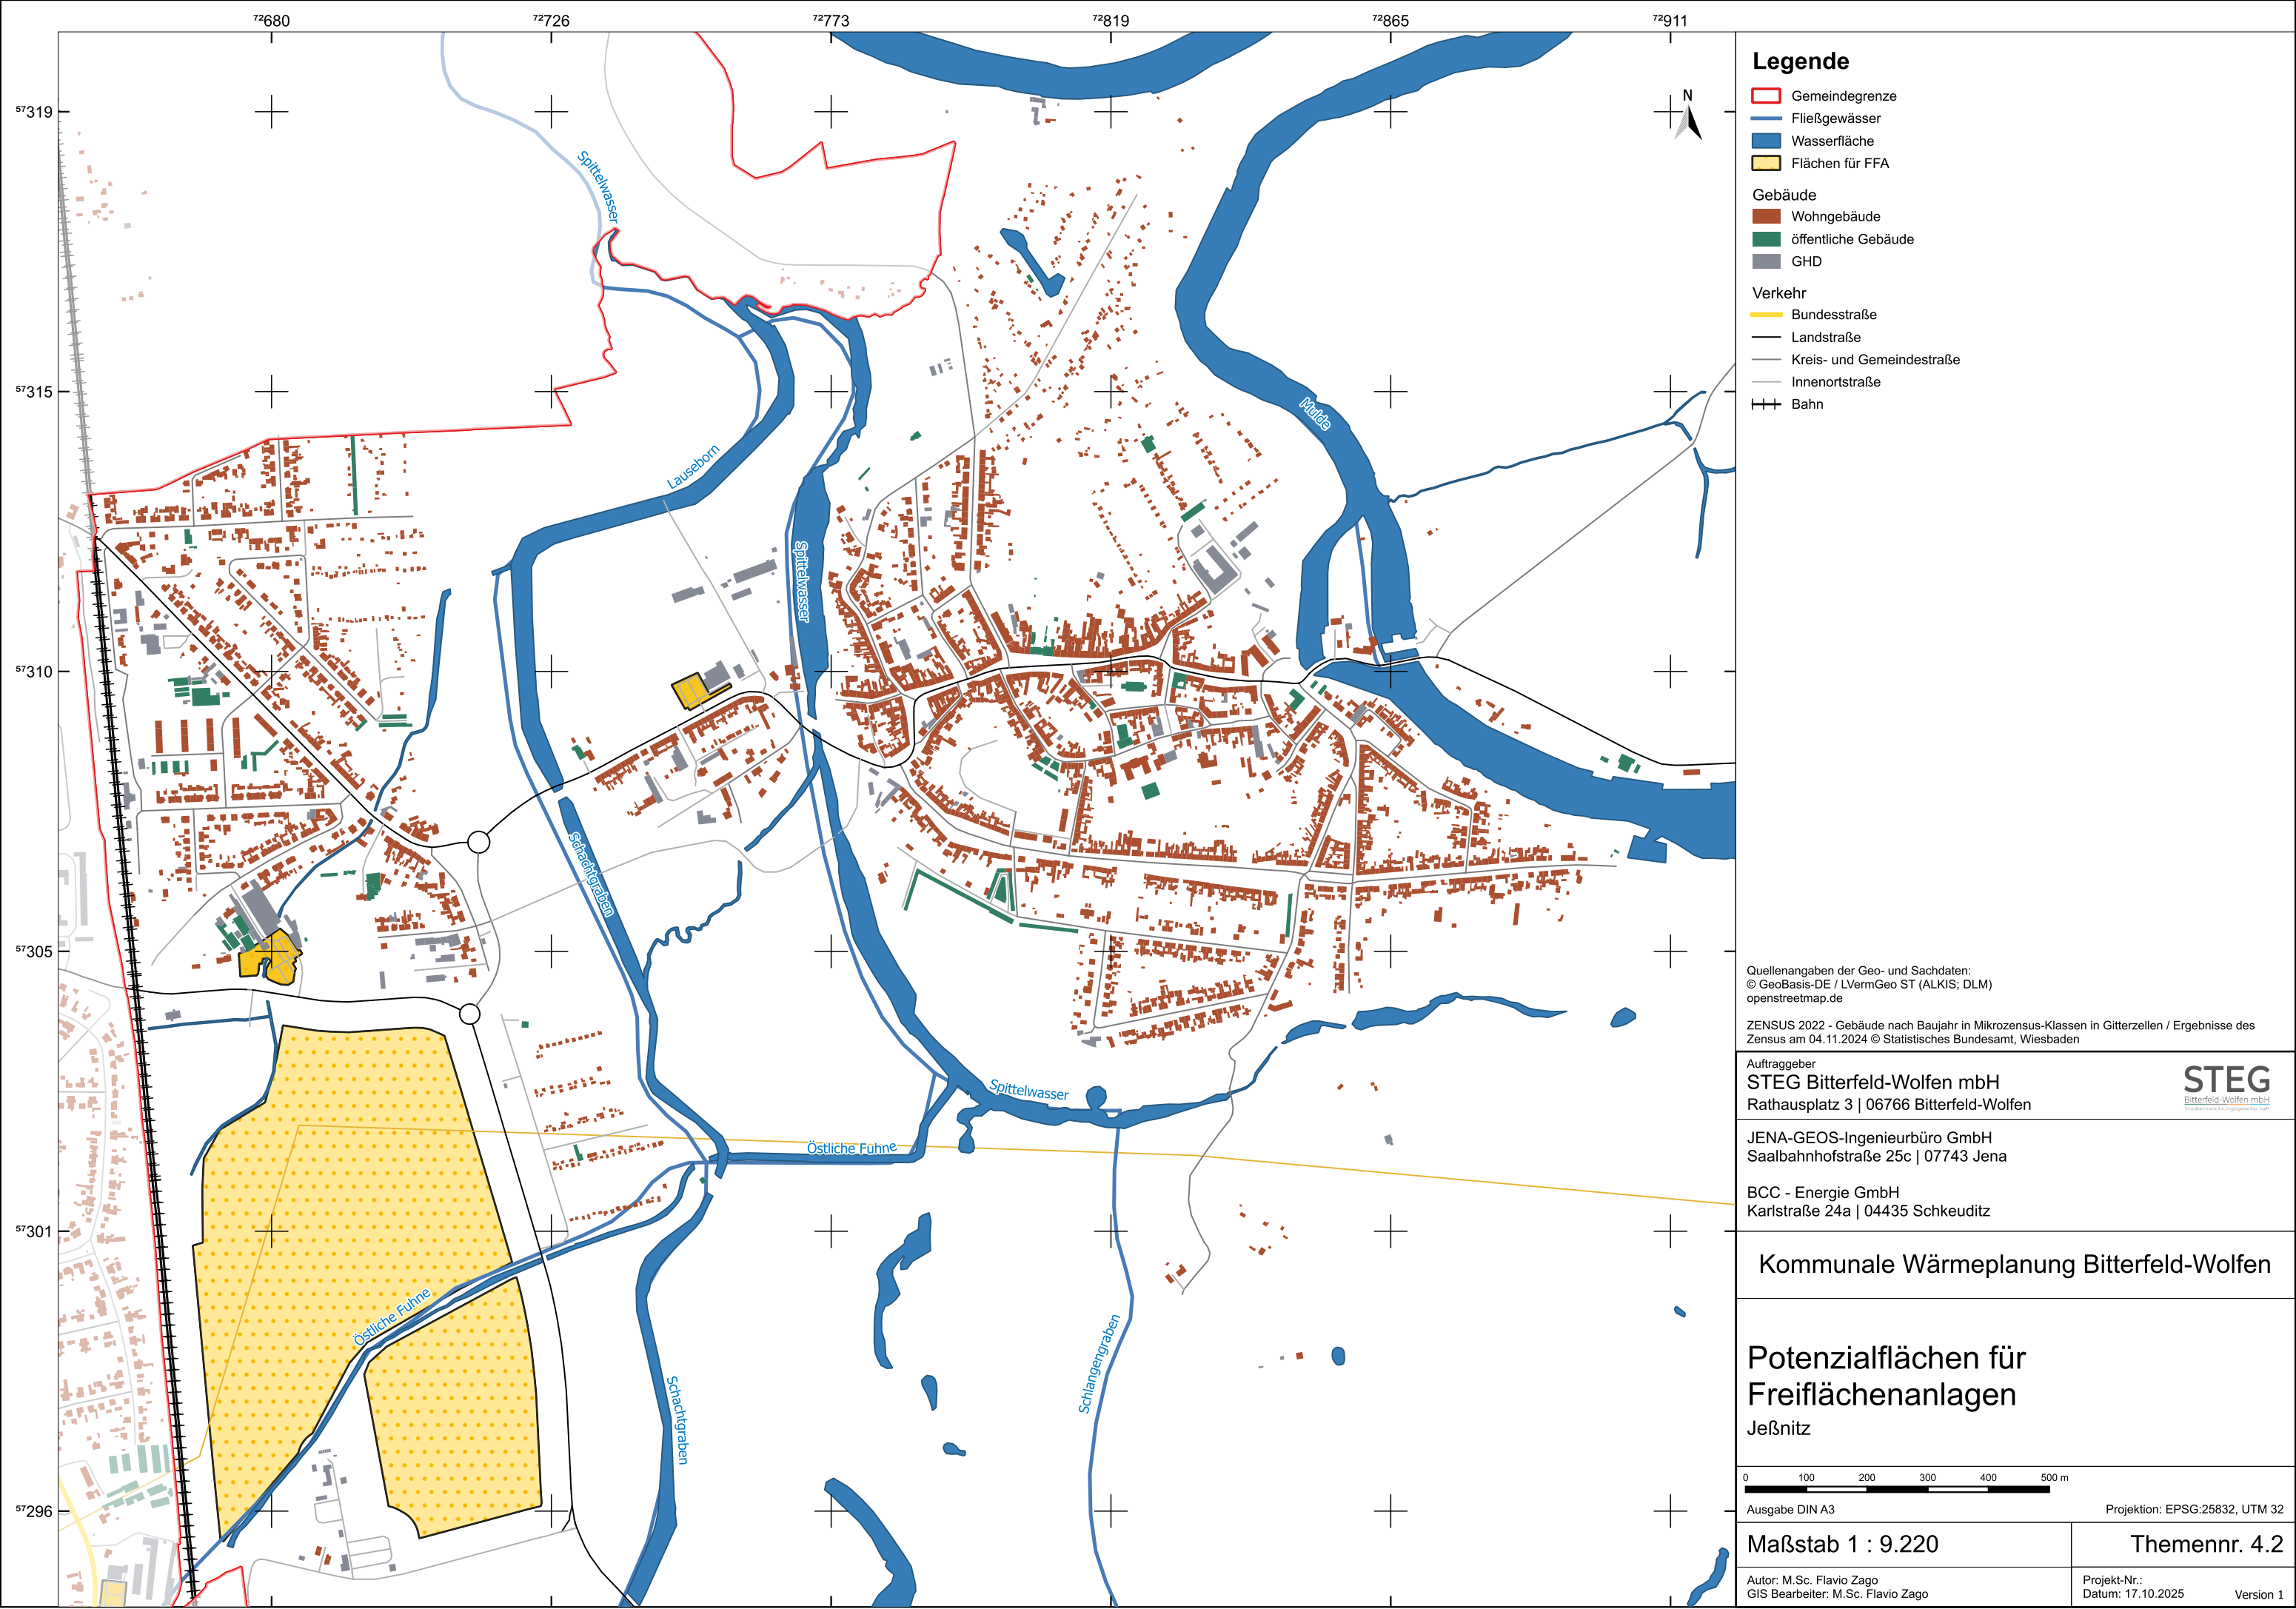 72680
72726
72773
72819
72865
72911
57319
57315
57310
57305
57301
57296
Spittelwasser
Lauseborn
Spittelwasser
Mulde
Schachtgraben
Spittelwasser
Östliche Fuhne
Östliche Fuhne
Schachtgraben
Schlangengraben
N
Legende
Gemeindegrenze
Fließgewässer
Wasserfläche
Flächen für FFA
Gebäude
Wohngebäude
öffentliche Gebäude
GHD
Verkehr
Bundesstraße
Landstraße
Kreis- und Gemeindestraße
Innenortstraße
Bahn
Quellenangaben der Geo- und Sachdaten:
© GeoBasis-DE / LVermGeo ST (ALKIS; DLM)
openstreetmap.de
ZENSUS 2022 - Gebäude nach Baujahr in Mikrozensus-Klassen in Gitterzellen / Ergebnisse des
Zensus am 04.11.2024 © Statistisches Bundesamt, Wiesbaden
Auftraggeber
STEG Bitterfeld-Wolfen mbH
Rathausplatz 3 | 06766 Bitterfeld-Wolfen
STEG
Bitterfeld-Wolfen mbH
JENA-GEOS-Ingenieurbüro GmbH
Saalbahnhofstraße 25c | 07743 Jena
BCC - Energie GmbH
Karlstraße 24a | 04435 Schkeuditz
Kommunale Wärmeplanung Bitterfeld-Wolfen
Potenzialflächen für
Freiflächenanlagen
Jeßnitz
0 100 200 300 400 500 m
Ausgabe DIN A3 Projektion: EPSG:25832, UTM 32
Maßstab 1 : 9.220 Themennr. 4.2
Autor: M.Sc. Flavio Zago
GIS Bearbeiter: M.Sc. Flavio Zago
Projekt-Nr.:
Datum: 17.10.2025 Version 1